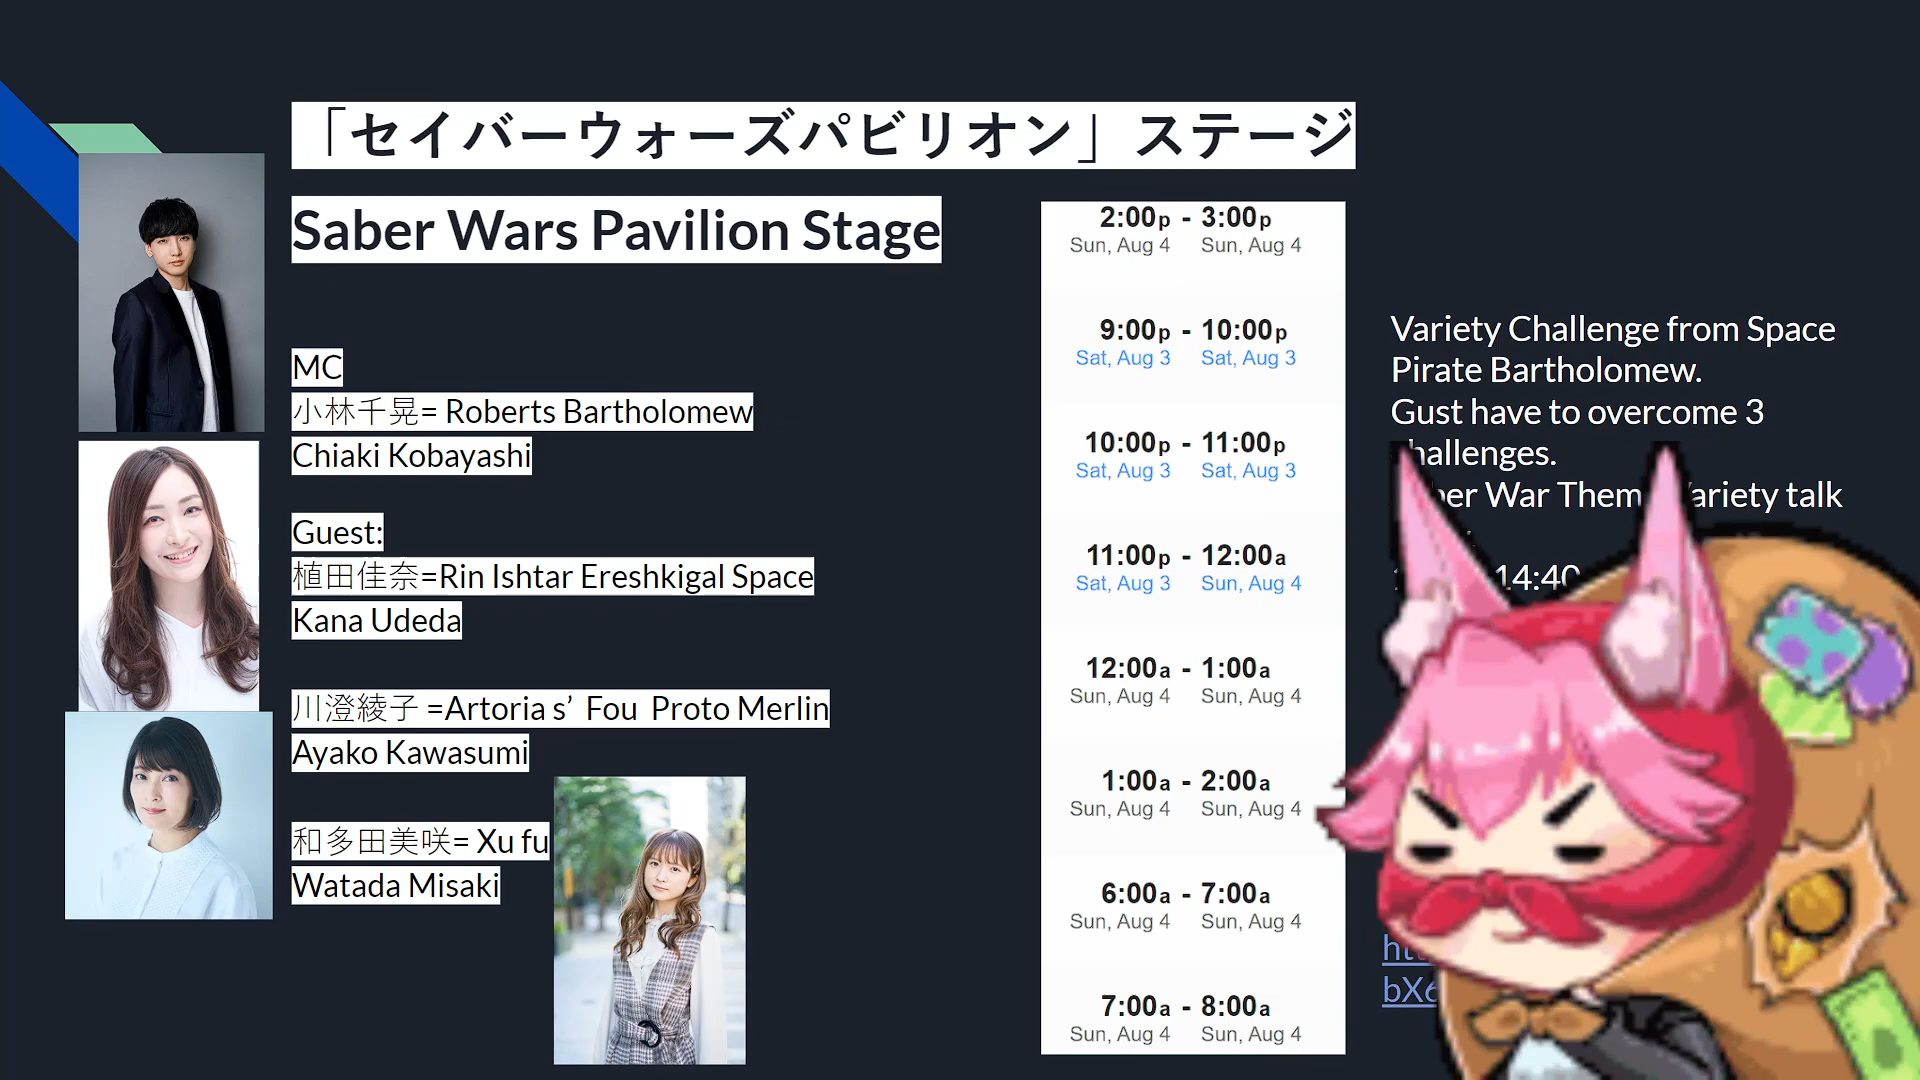 「セイバーウォーズパビリオン」ステージ
Saber Wars Pavilion Stage
MC
小林千晃= Roberts Bartholomew
Chiaki Kobayashi
Guest:
植田佳奈=Rin Ishtar Ereshkigal Space
Kana Udeda
川澄綾子 =Artoria s’ Fou Proto Merlin
Ayako Kawasumi
和多田美咲= Xu fu
Watada Misaki
2:00p - 3:00p
Sun, Aug 4 Sun, Aug 4
9:00p - 10:00p
Sat, Aug 3 Sat, Aug 3
10:00p - 11:00p
Sat, Aug 3 Sat, Aug 3
11:00p - 12:00a
Sat, Aug 3 Sun, Aug 4
12:00a - 1:00a
Sun, Aug 4 Sun, Aug 4
1:00a - 2:00a
Sun, Aug 4 Sun, Aug 4
6:00a - 7:00a
Sun, Aug 4 Sun, Aug 4
7:00a - 8:00a
Sun, Aug 4 Sun, Aug 4
Variety Challenge from Space
Pirate Bartholomew.
Gust have to overcome 3
challenges.
War talk
14:40